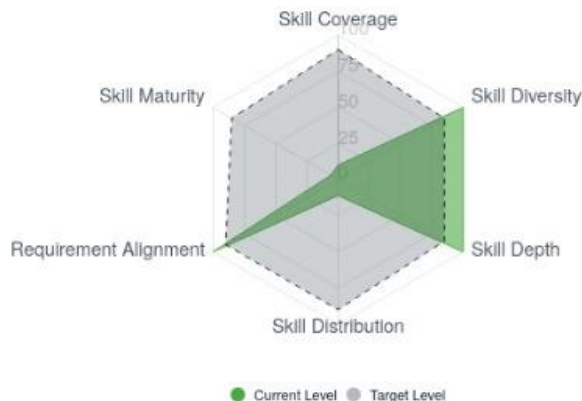 Skill Coverage
100
75
Skill Maturity
Skill Diversity
50
25
0
Requirement Alignment
Skill Depth
Skill Distribution
Current Level
Target Level